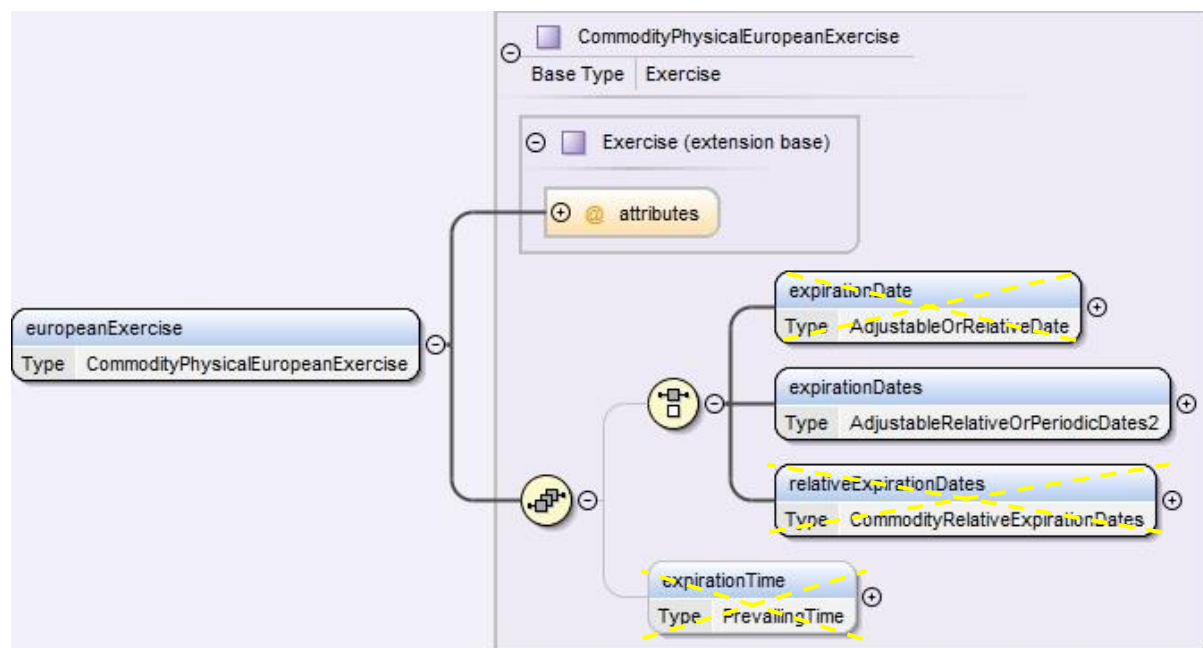 CommodityPhysicalEuropeanExercise
Base Type Exercise
Exercise (extension base)
@ attributes
europeanExercise
Type CommodityPhysicalEuropeanExercise
expirationDate
Type AdjustableOrRelativeDate
expirationDates
Type AdjustableRelativeOrPeriodicDates2
relativeExpirationDates
Type CommodityRelativeExpirationDates
expirationTime
Type PrevailingTime